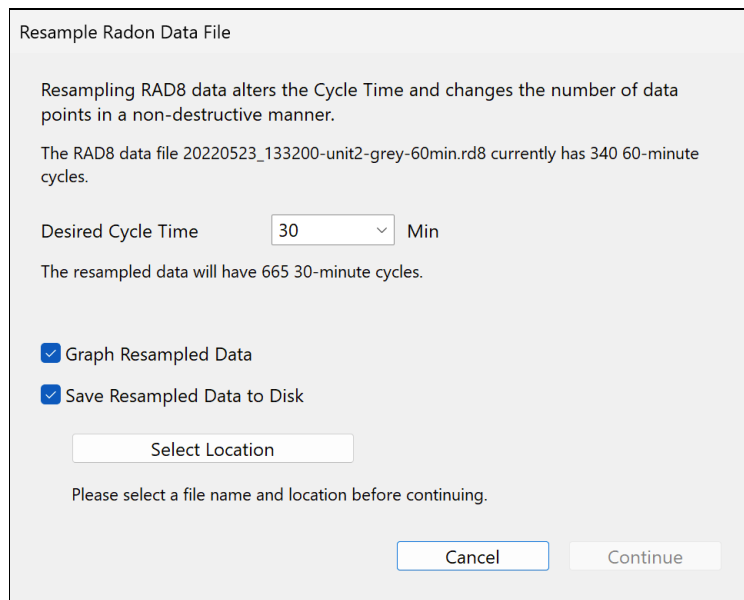 Resample Radon Data File
Resampling RAD8 data alters the Cycle Time and changes the number of data
points in a non-destructive manner.
The RAD8 data file 20220523_133200-unit2-grey-60min.rd8 currently has 340 60-minute
cycles.
Desired Cycle Time 30 Min
The resampled data will have 665 30-minute cycles.
Graph Resampled Data
Save Resampled Data to Disk
Select Location
Please select a file name and location before continuing.
Cancel Continue